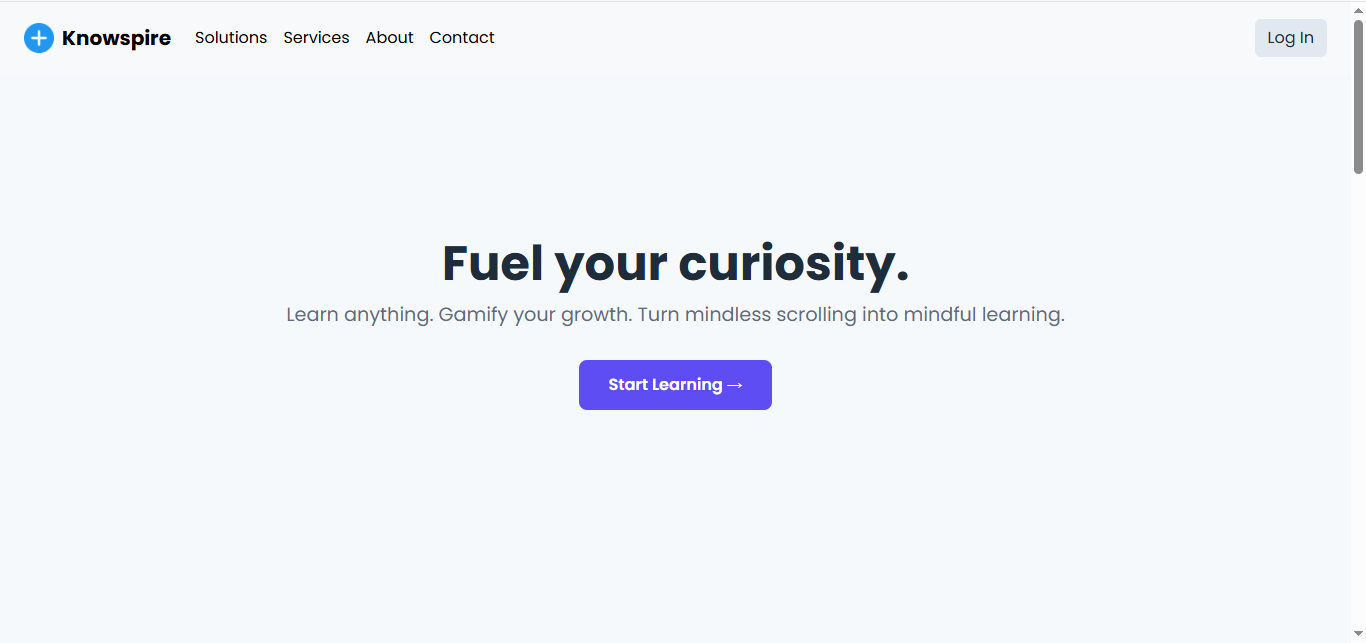 Knowspire Solutions Services About Contact Log In
Fuel your curiosity.
Learn anything. Gamify your growth. Turn mindless scrolling into mindful learning.
Start Learning →